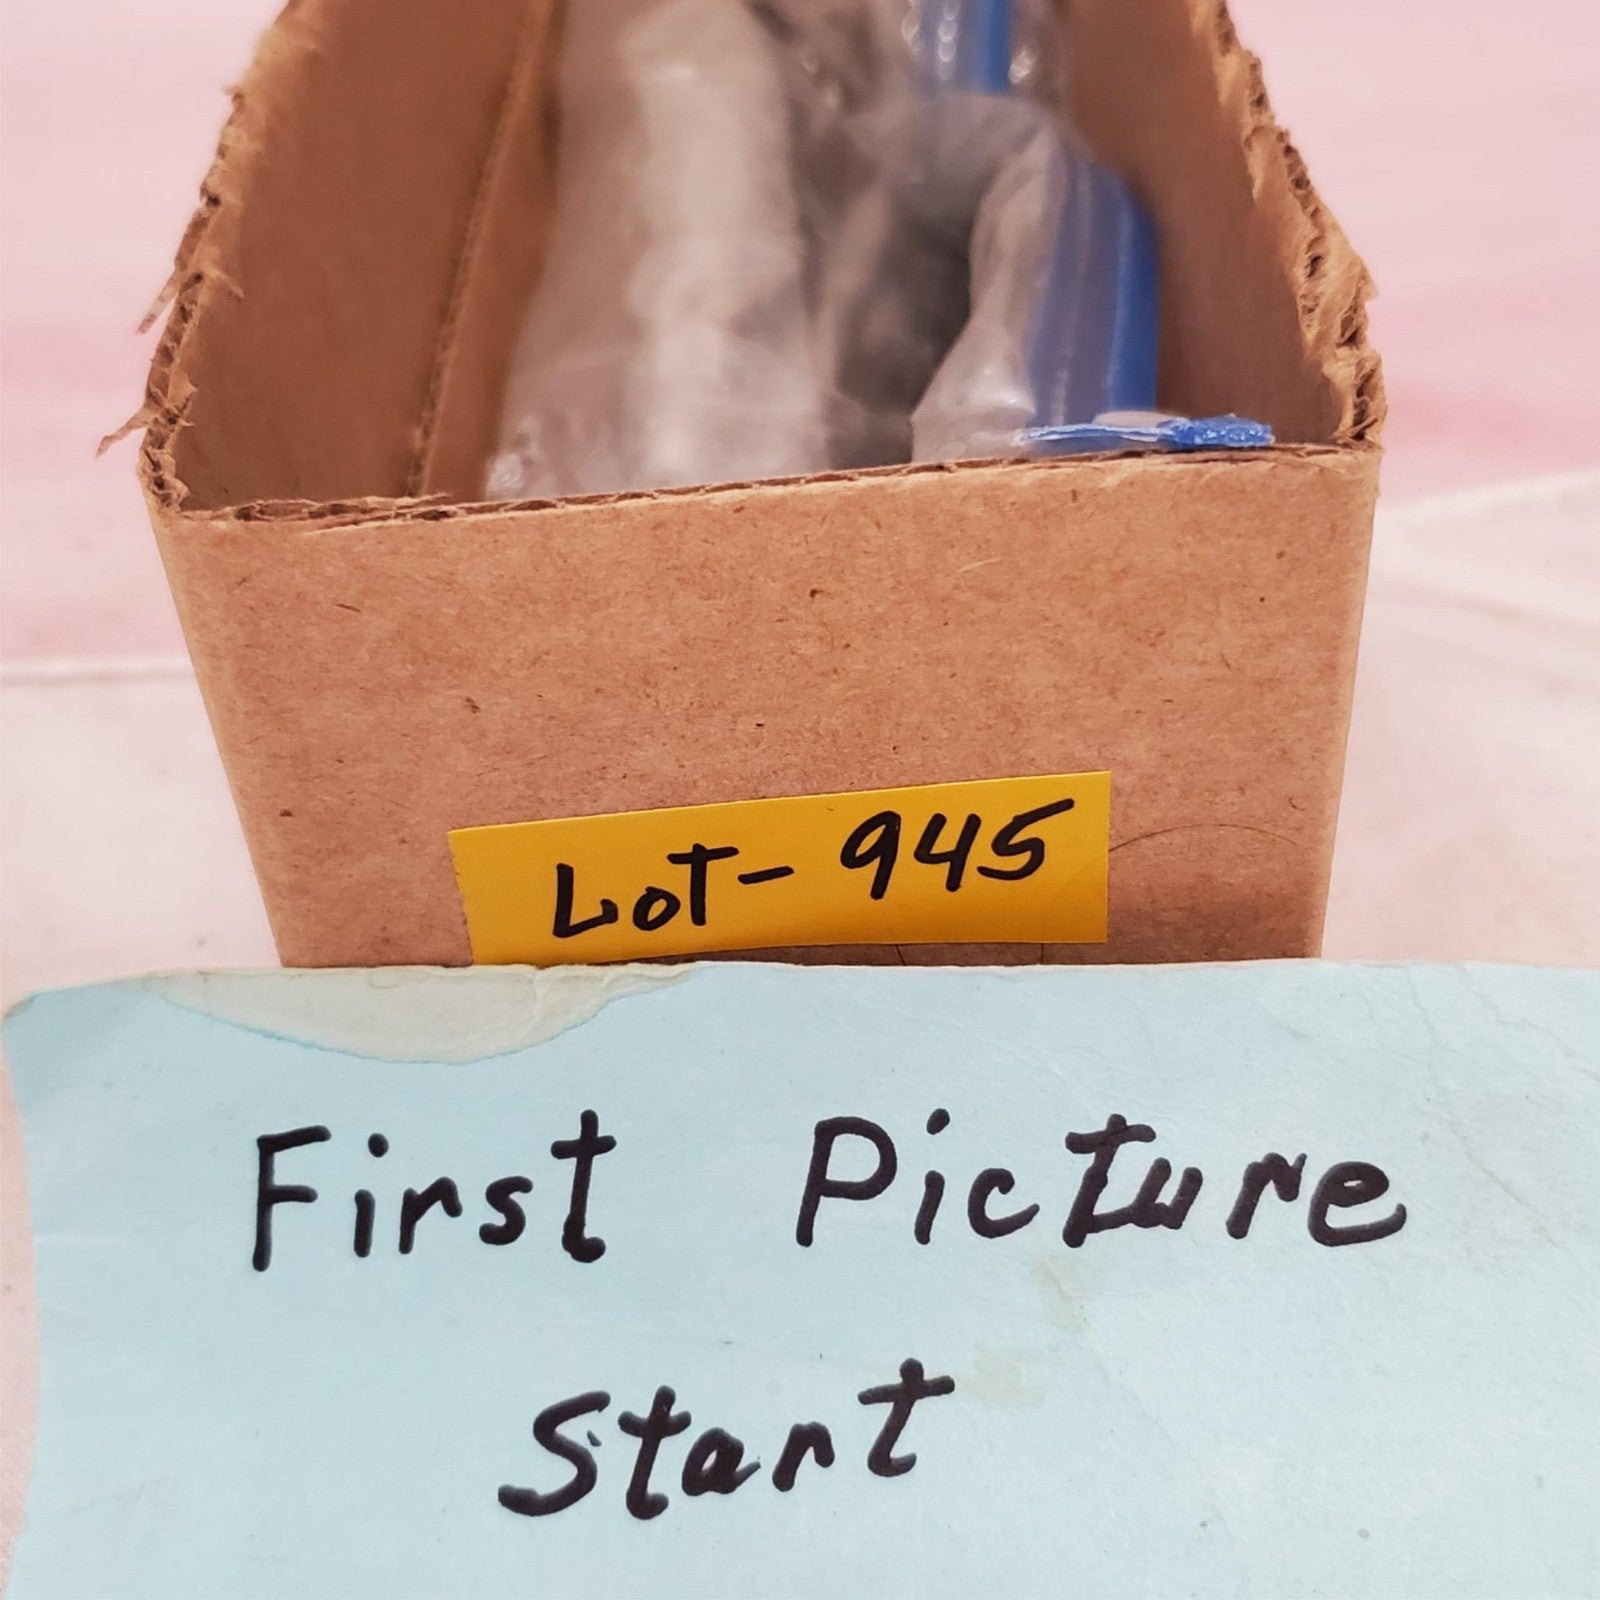 LoT- 945
First Picture
Start